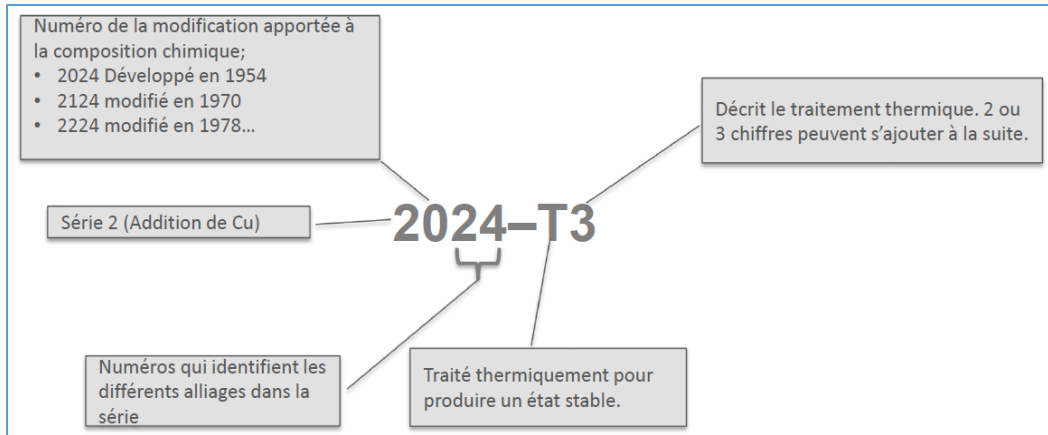 Numéro de la modification apportée à
la composition chimique;
• 2024 Développé en 1954
• 2124 modifié en 1970
• 2224 modifié en 1978...
Décrit le traitement thermique. 2 ou
3 chiffres peuvent s'ajouter à la suite.
Série 2 (Addition de Cu)
2024–T3
Numéros qui identifient les
différents alliages dans la
série
Traité thermiquement pour
produire un état stable.